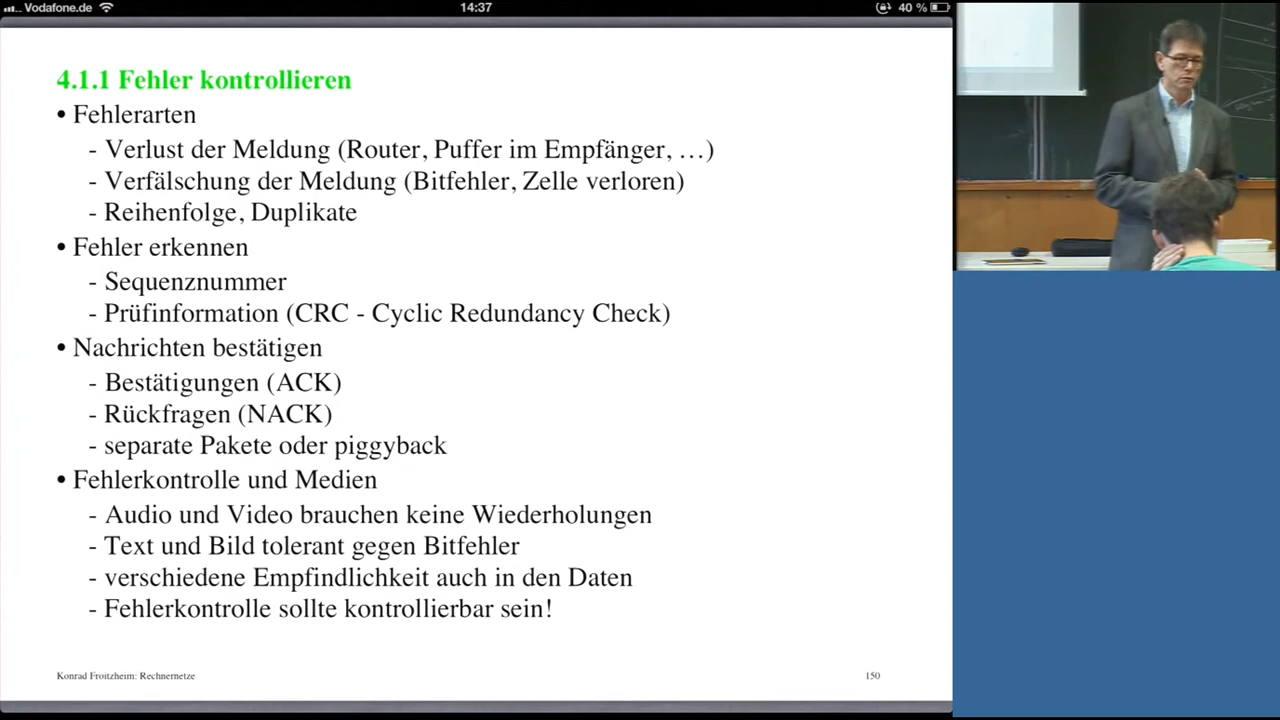 Vodafone.de
14:37
40 %
4.1.1 Fehler kontrollieren
• Fehlerarten
- Verlust der Meldung (Router, Puffer im Empfänger, …)
- Verfälschung der Meldung (Bitfehler, Zelle verloren)
- Reihenfolge, Duplikate
• Fehler erkennen
- Sequenznummer
- Prüfinformation (CRC - Cyclic Redundancy Check)
• Nachrichten bestätigen
- Bestätigungen (ACK)
- Rückfragen (NACK)
- separate Pakete oder piggyback
• Fehlerkontrolle und Medien
- Audio und Video brauchen keine Wiederholungen
- Text und Bild tolerant gegen Bitfehler
- verschiedene Empfindlichkeit auch in den Daten
- Fehlerkontrolle sollte kontrollierbar sein!
Konrad Froitzheim: Rechnernetze
150